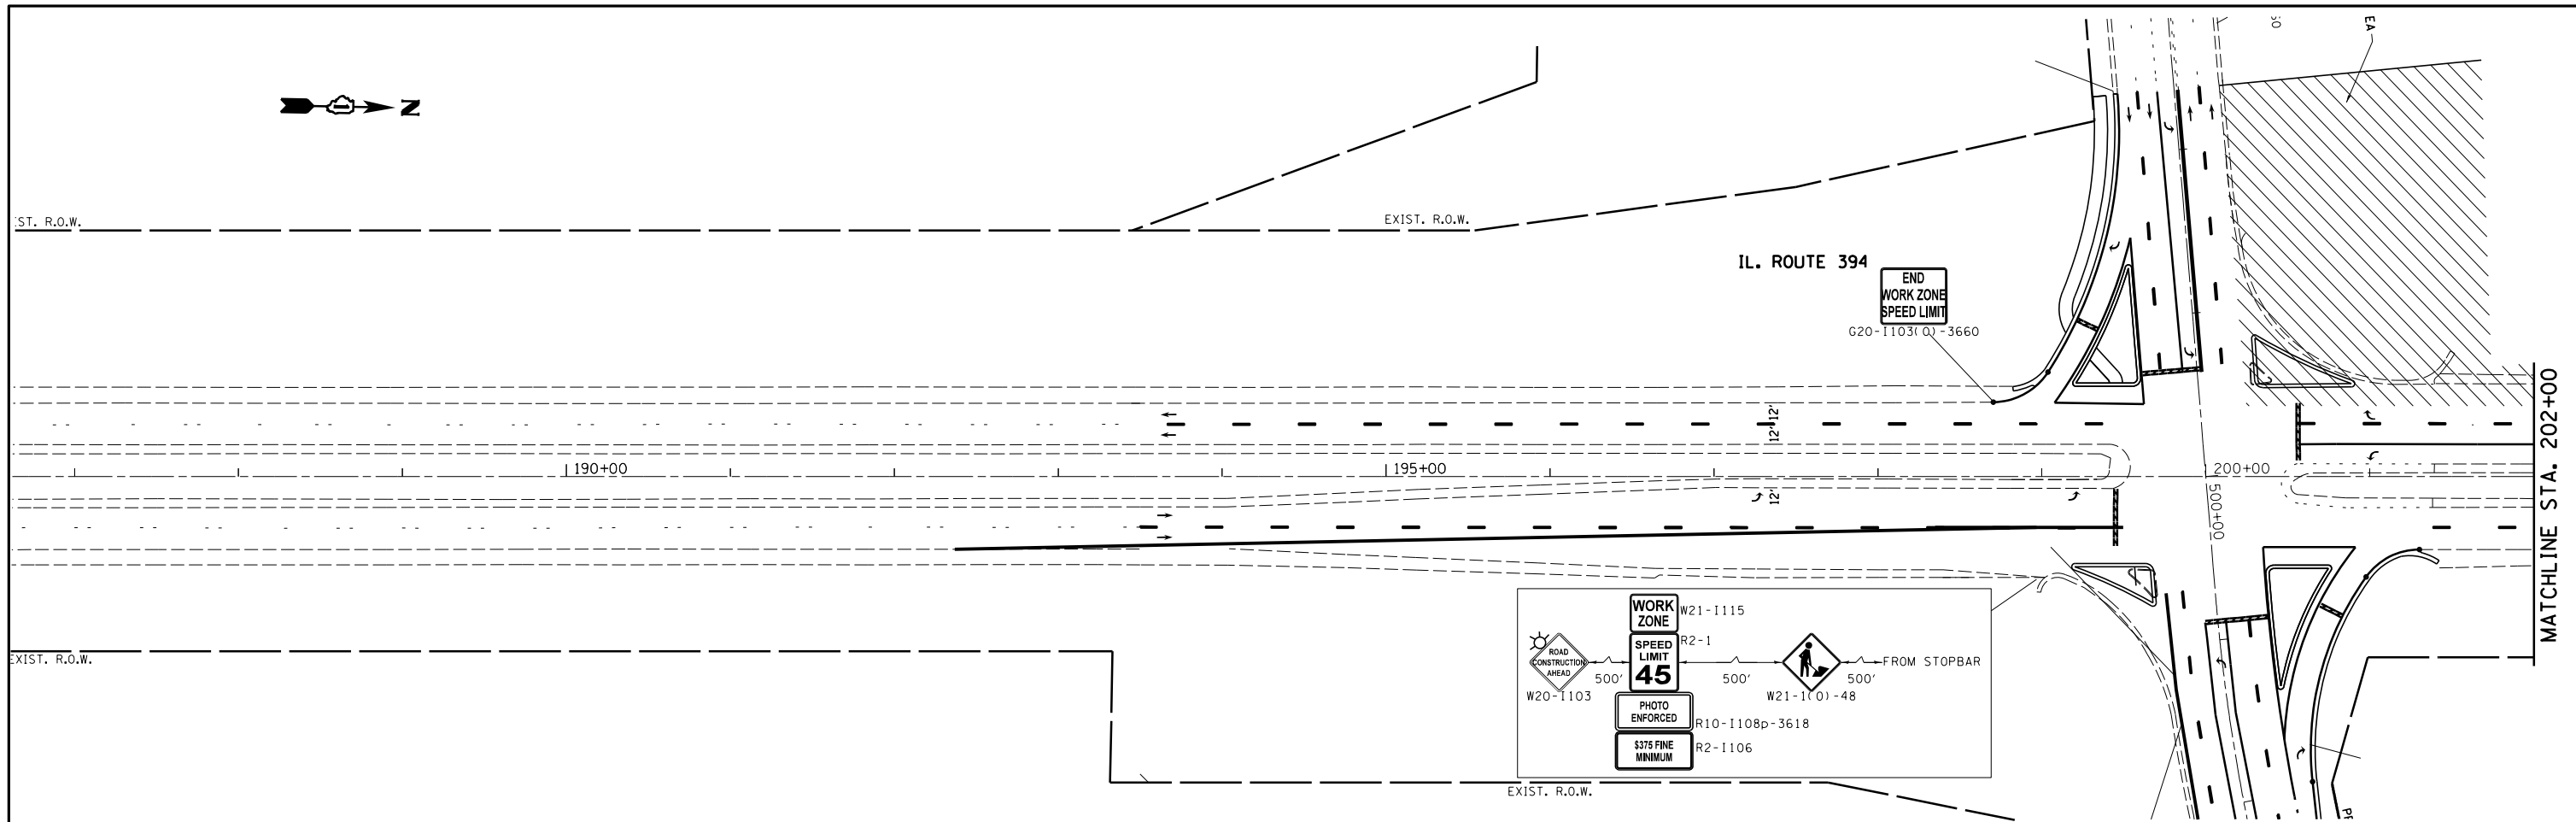 EA
N
IST. R.O.W.
EXIST. R.O.W.
IL. ROUTE 394
END
WORK ZONE
SPEED LIMIT
G20-I103(O)-3660
MATCHLINE STA. 202+00
12' 12'
190+00
195+00
200+00
12'
500+00
WORK
ZONE
W21-I115
R2-1
ROAD
CONSTRUCTION
AHEAD
SPEED
LIMIT
45
500'
500'
500'
FROM STOPBAR
W20-I103
W21-1(O)-48
PHOTO
ENFORCED
R10-I108p-3618
$375 FINE
MINIMUM
R2-I106
EXIST. R.O.W.
EXIST. R.O.W.